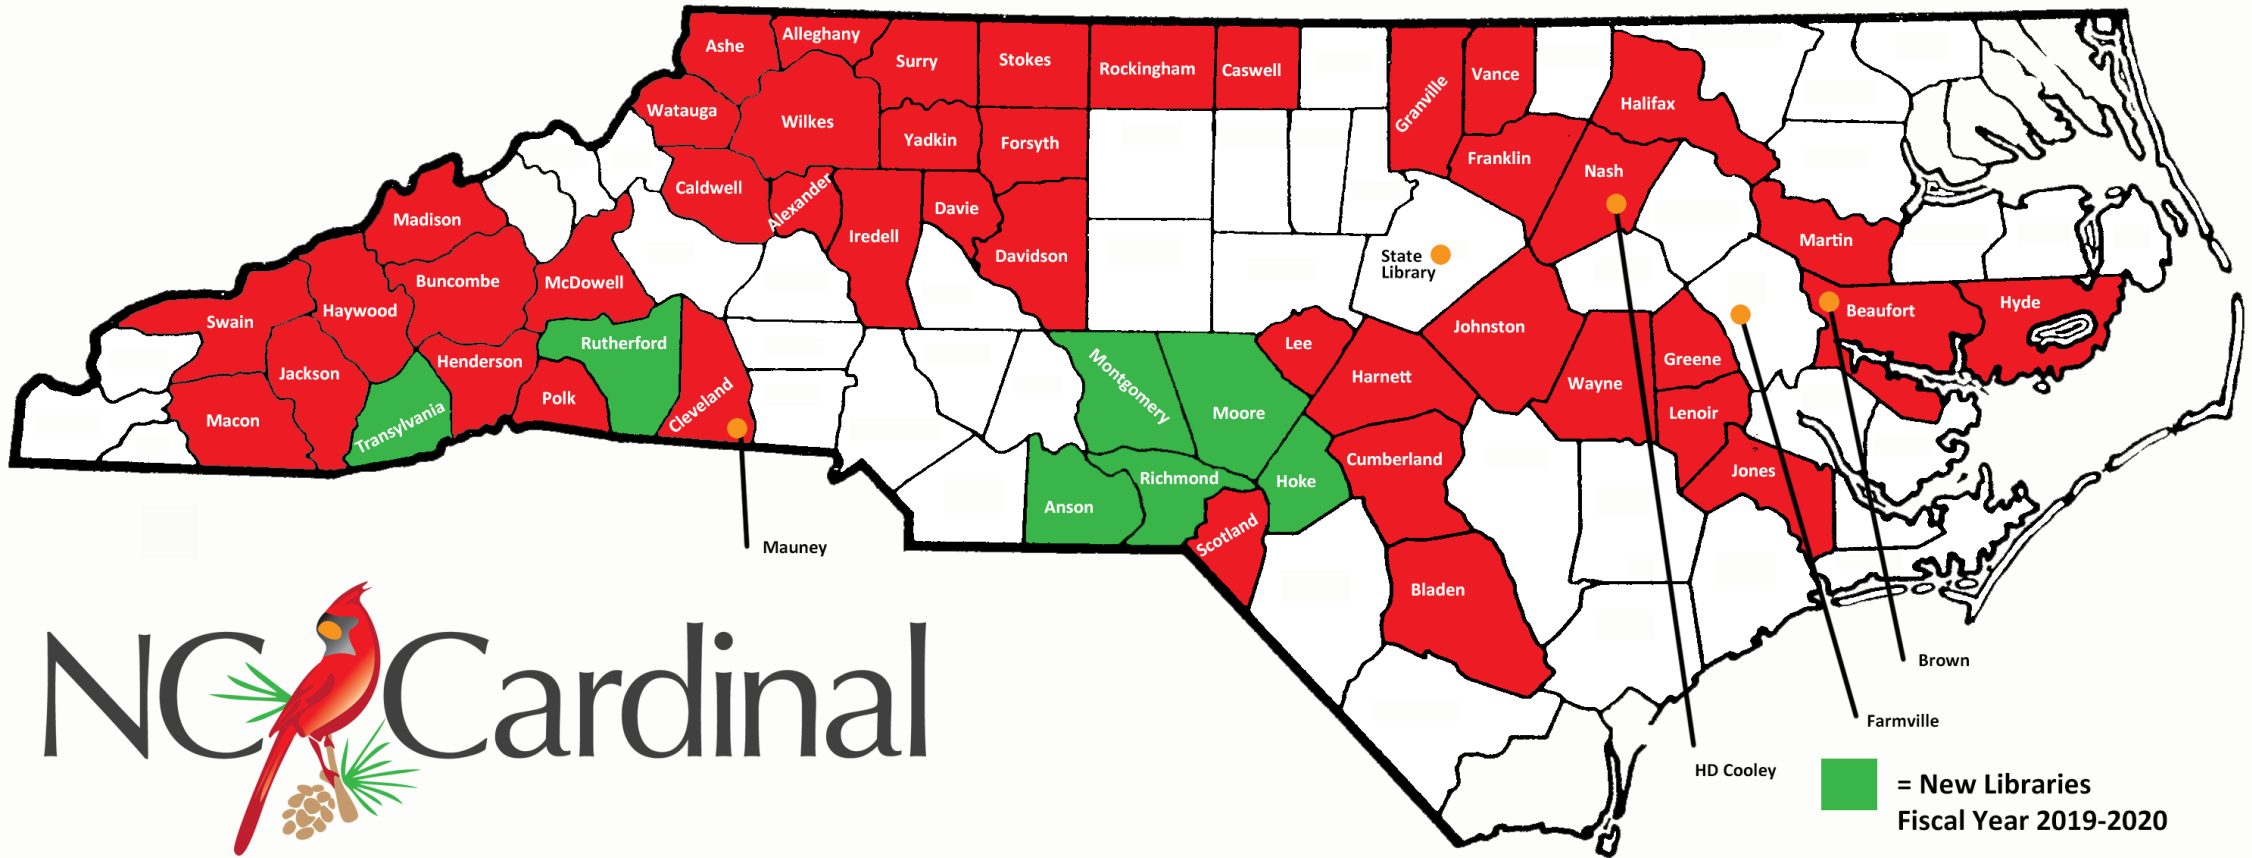 Ashe
Alleghany
Surry
Stokes
Rockingham
Caswell
Granville
Vance
Halifax
Watauga
Wilkes
Yadkin
Forsyth
Franklin
Nash
Caldwell
Alexander
Iredell
Davie
Davidson
Madison
Buncombe
McDowell
State
Library
Martin
Swain
Haywood
Rutherford
Johnston
Beaufort
Hyde
Jackson
Henderson
Montgomery
Lee
Harnett
Wayne
Greene
Macon
Transylvania
Polk
Cleveland
Moore
Lenoir
Anson
Richmond
Hoke
Cumberland
Jones
Scotland
Mauney
Bladen
Brown
Farmville
HD Cooley
NC Cardinal
= New Libraries
Fiscal Year 2019-2020